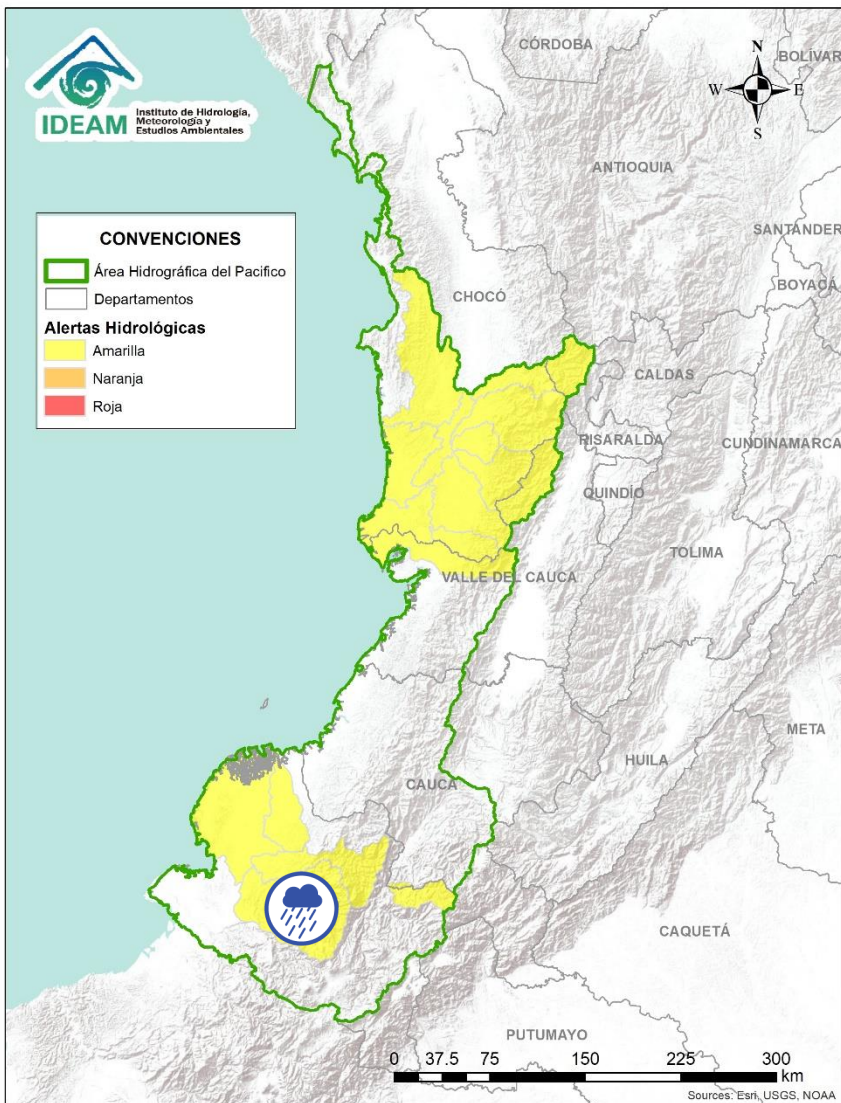 IDEAM
Instituto de Hidrología,
Meteorología y
Estudios Ambientales
CÓRDOBA
BOLÍVAR
N
W
E
S
ANTIOQUIA
SANTANDER
BOYACÁ
CONVENCIONES
Área Hidrográfica del Pacifico
Departamentos
Alertas Hidrológicas
Amarilla
Naranja
Roja
CHOCÓ
CALDAS
RISARALDA
CUNDINAMARCA
QUINDÍO
TOLIMA
VALLE DEL CAUCA
META
HUILA
CAUCA
CAQUETÁ
PUTUMAYO
0 37.5 75 150 225 300
km
Sources: Esri, USGS, NOAA